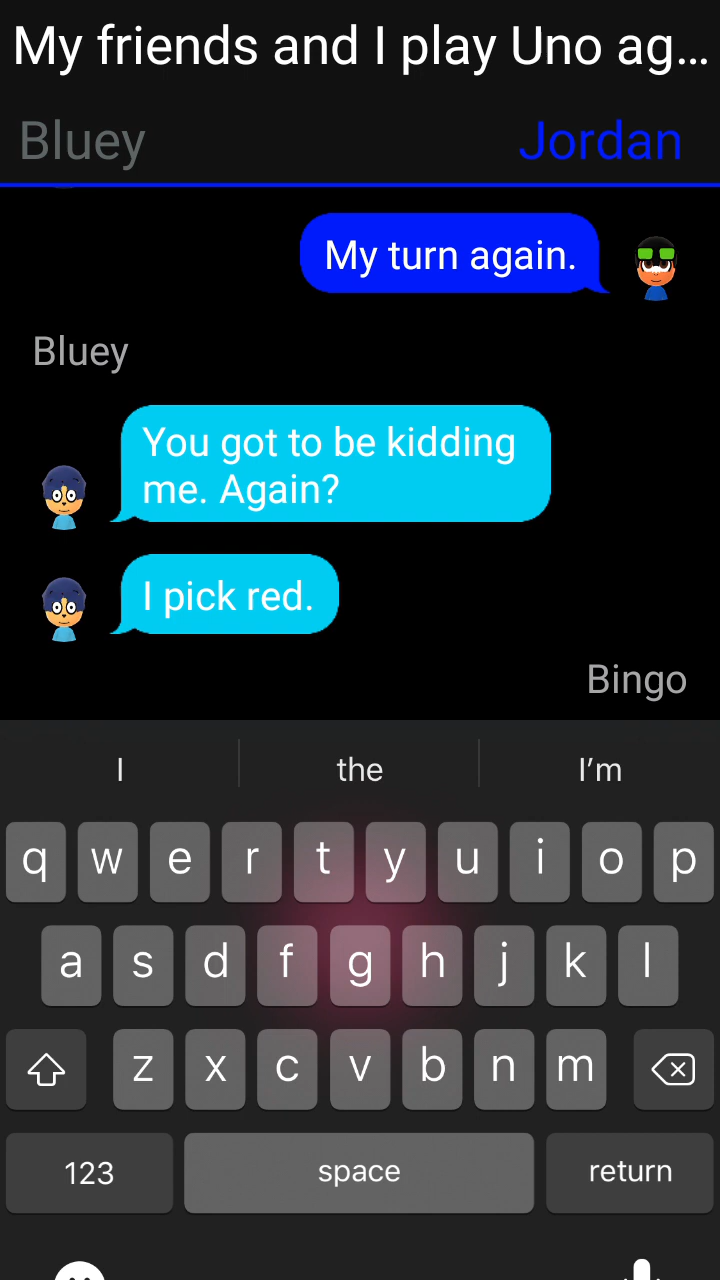 My friends and I play Uno ag...
Bluey Jordan
My turn again.
Bluey
You got to be kidding
me. Again?
I pick red.
Bingo
I the I'm
q w e r t y u i o p
a s d f g h j k l
z x c v b n m
123 space return